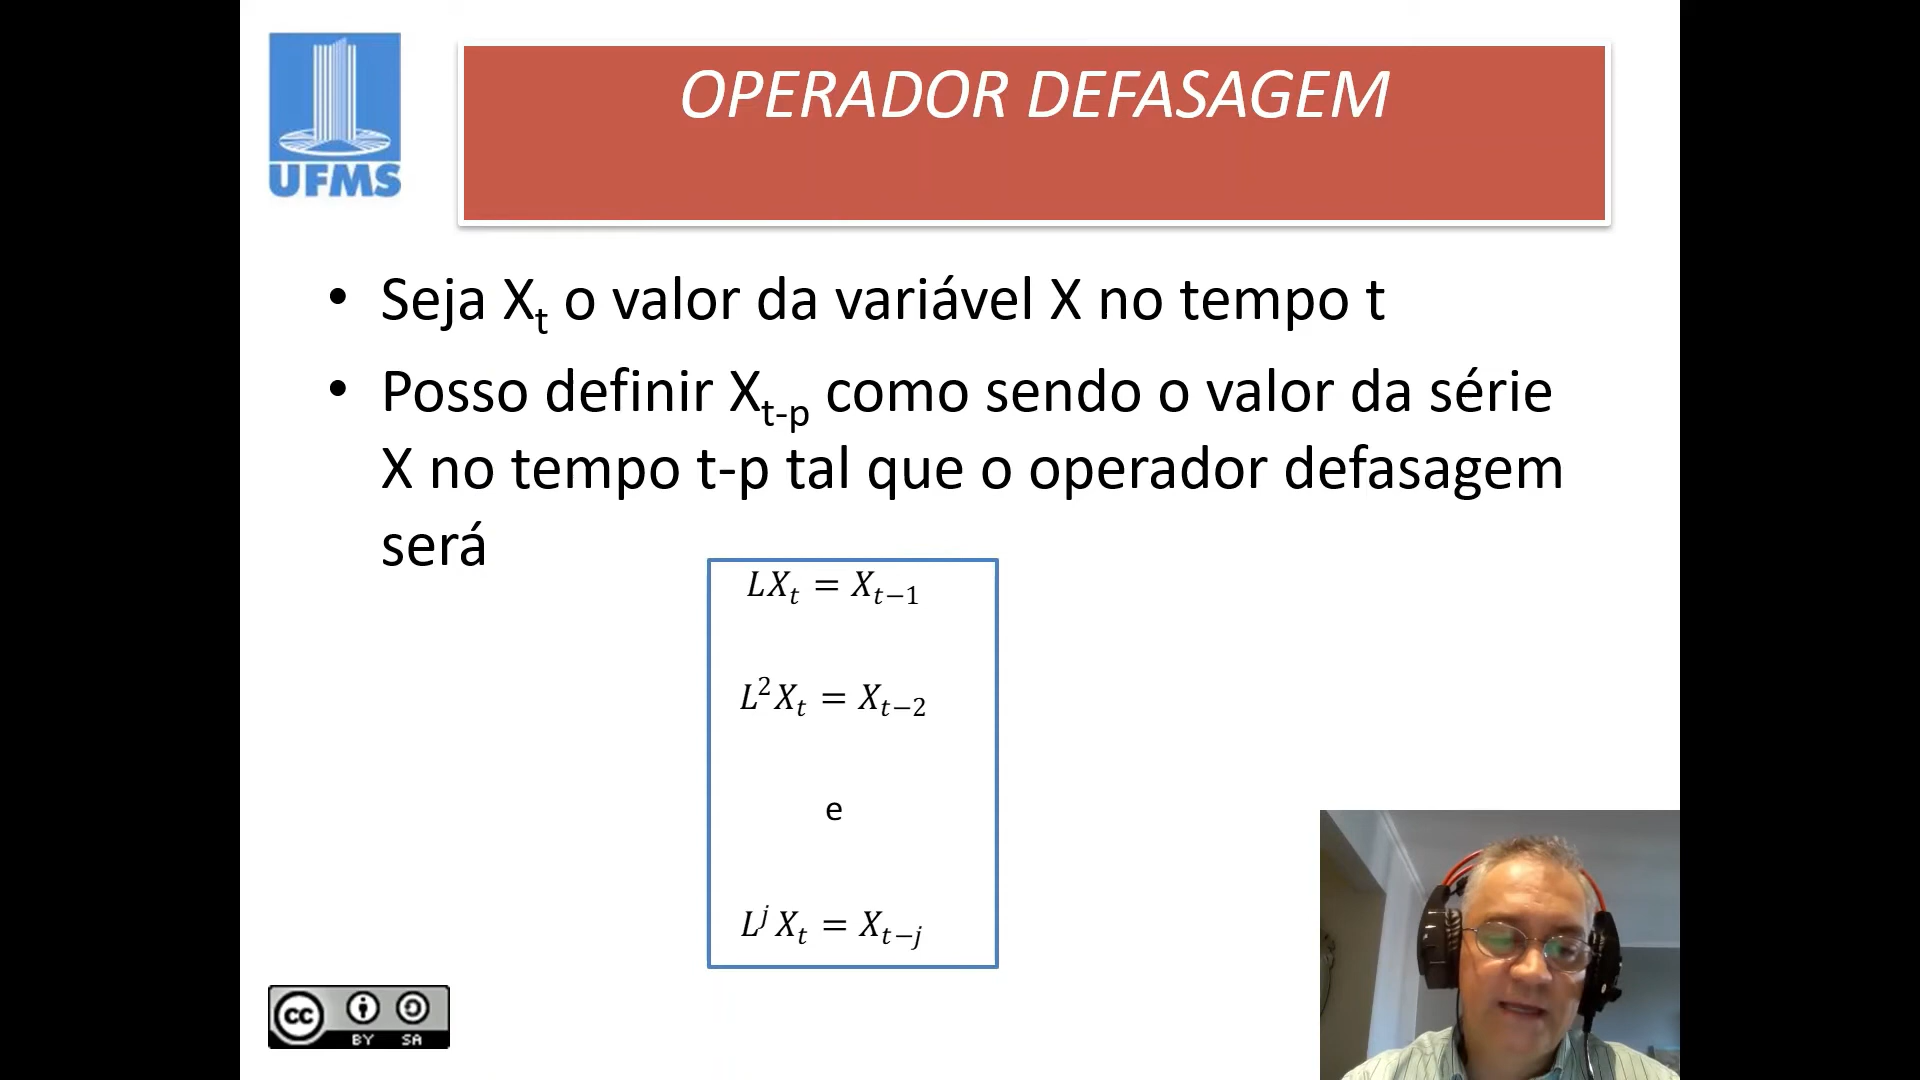 UFMS
OPERADOR DEFASAGEM
• Seja Xₜ o valor da variável X no tempo t
• Posso definir Xₜ₋ₚ como sendo o valor da série
X no tempo t-p tal que o operador defasagem
será
LXₜ = Xₜ₋₁
L²Xₜ = Xₜ₋₂
e
LʲXₜ = Xₜ₋ⱼ
CC BY SA